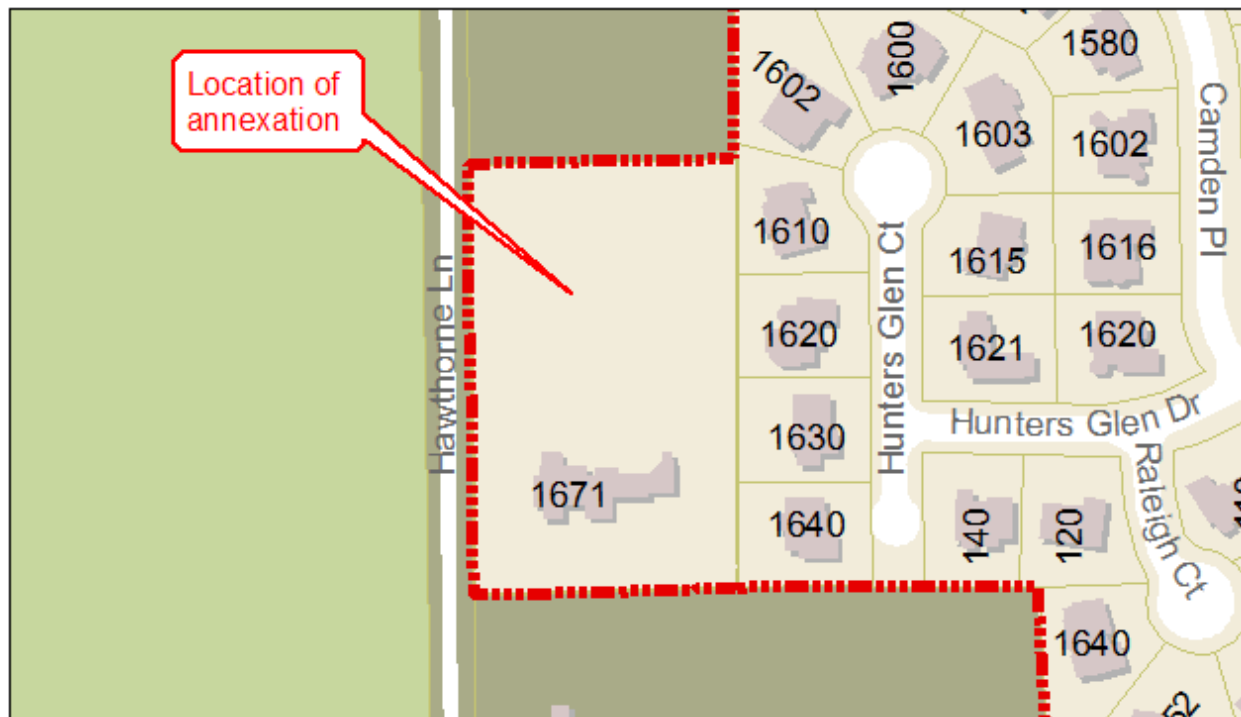 Location of
annexation
1602
1600
1580
1603
1602
Camden Pl
1610
1615
1616
Hawthorne Ln
Hunters Glen Ct
1620
1621
1620
1630
Hunters Glen Dr
Raleigh Ct
1671
1640
140
120
1640